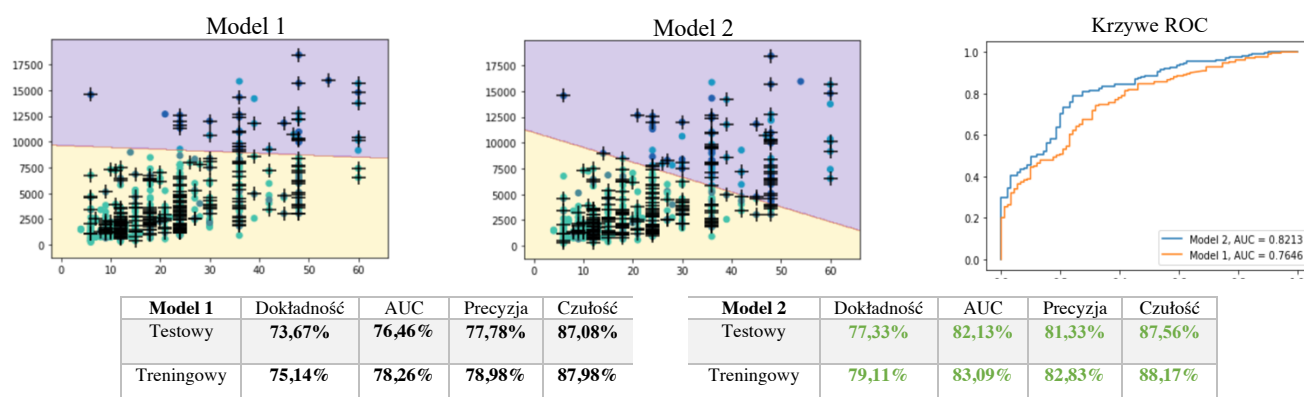 Model 1
Model 2
Krzywe ROC
17500
15000
12500
10000
7500
5000
2500
0
0 10 20 30 40 50 60
17500
15000
12500
10000
7500
5000
2500
0
0 10 20 30 40 50 60
1.0
0.8
0.6
0.4
0.2
0.0
Model 2, AUC = 0.8213
Model 1, AUC = 0.7646
Model 1 Dokładność AUC Precyzja Czułość
Testowy 73,67% 76,46% 77,78% 87,08%
Treningowy 75,14% 78,26% 78,98% 87,98%
Model 2 Dokładność AUC Precyzja Czułość
Testowy 77,33% 82,13% 81,33% 87,56%
Treningowy 79,11% 83,09% 82,83% 88,17%